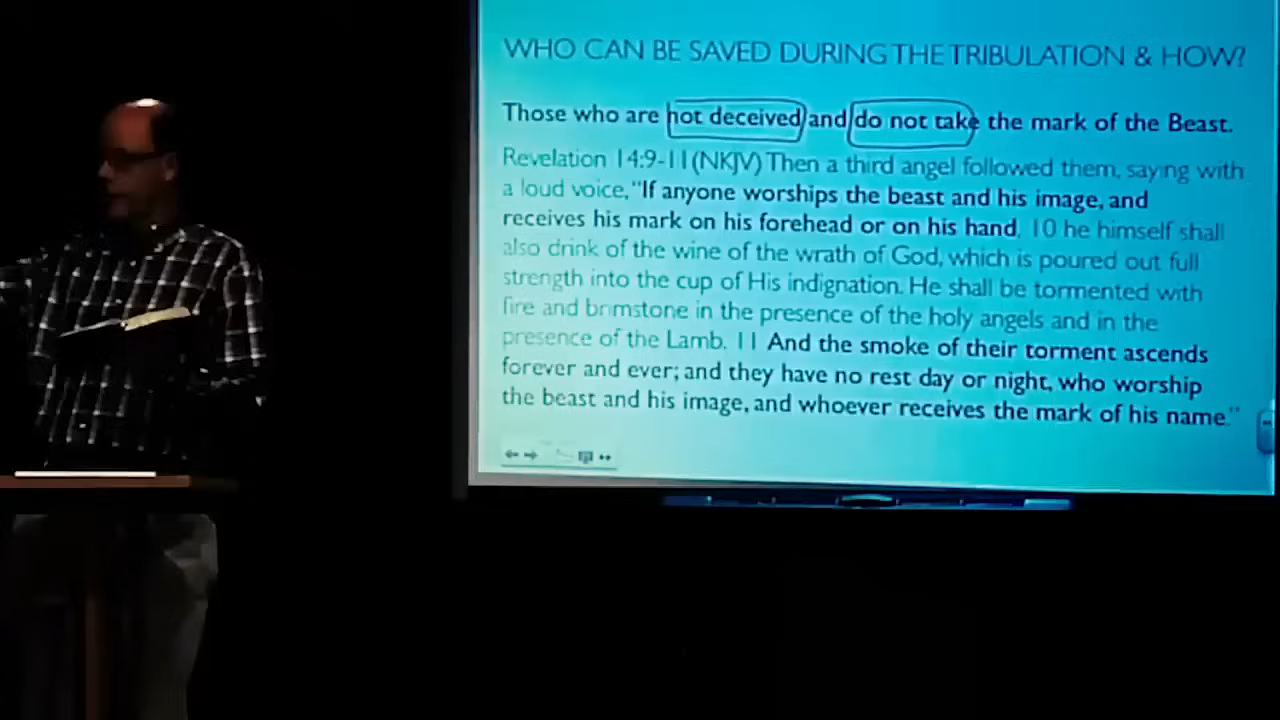 WHO CAN BE SAVED DURING THE TRIBULATION & HOW?
Those who are not deceived and do not take the mark of the Beast.
Revelation 14:9-11(NKJV) Then a third angel followed them, saying with
a loud voice, "If anyone worships the beast and his image, and
receives his mark on his forehead or on his hand, 10 he himself shall
also drink of the wine of the wrath of God, which is poured out full
strength into the cup of His indignation. He shall be tormented with
fire and brimstone in the presence of the holy angels and in the
presence of the Lamb. 11 And the smoke of their torment ascends
forever and ever; and they have no rest day or night, who worship
the beast and his image, and whoever receives the mark of his name."